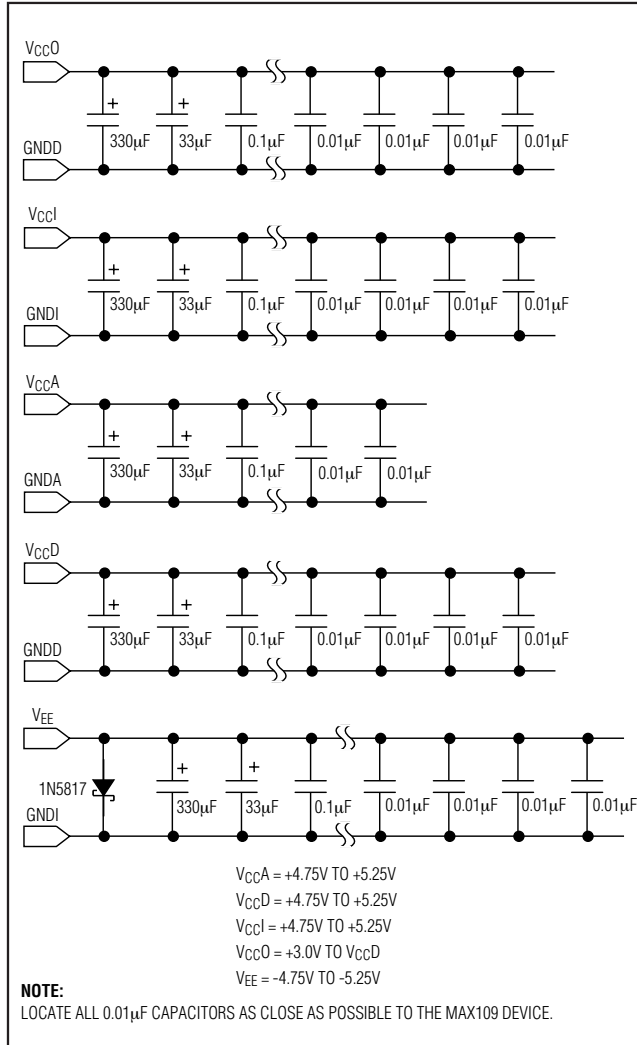 VCCO
+ +
330μF 33μF 0.1μF 0.01μF 0.01μF 0.01μF 0.01μF
GNDD
VCCI
+ +
330μF 33μF 0.1μF 0.01μF 0.01μF 0.01μF 0.01μF
GNDI
VCCA
+ +
330μF 33μF 0.1μF 0.01μF 0.01μF
GNDA
VCCD
+ +
330μF 33μF 0.1μF 0.01μF 0.01μF 0.01μF 0.01μF
GNDD
VEE
+ +
1N5817
330μF 33μF 0.1μF 0.01μF 0.01μF 0.01μF 0.01μF
GNDI
VCCA = +4.75V TO +5.25V
VCCD = +4.75V TO +5.25V
VCCI = +4.75V TO +5.25V
VCCO = +3.0V TO VCCD
VEE = -4.75V TO -5.25V
NOTE:
LOCATE ALL 0.01μF CAPACITORS AS CLOSE AS POSSIBLE TO THE MAX109 DEVICE.